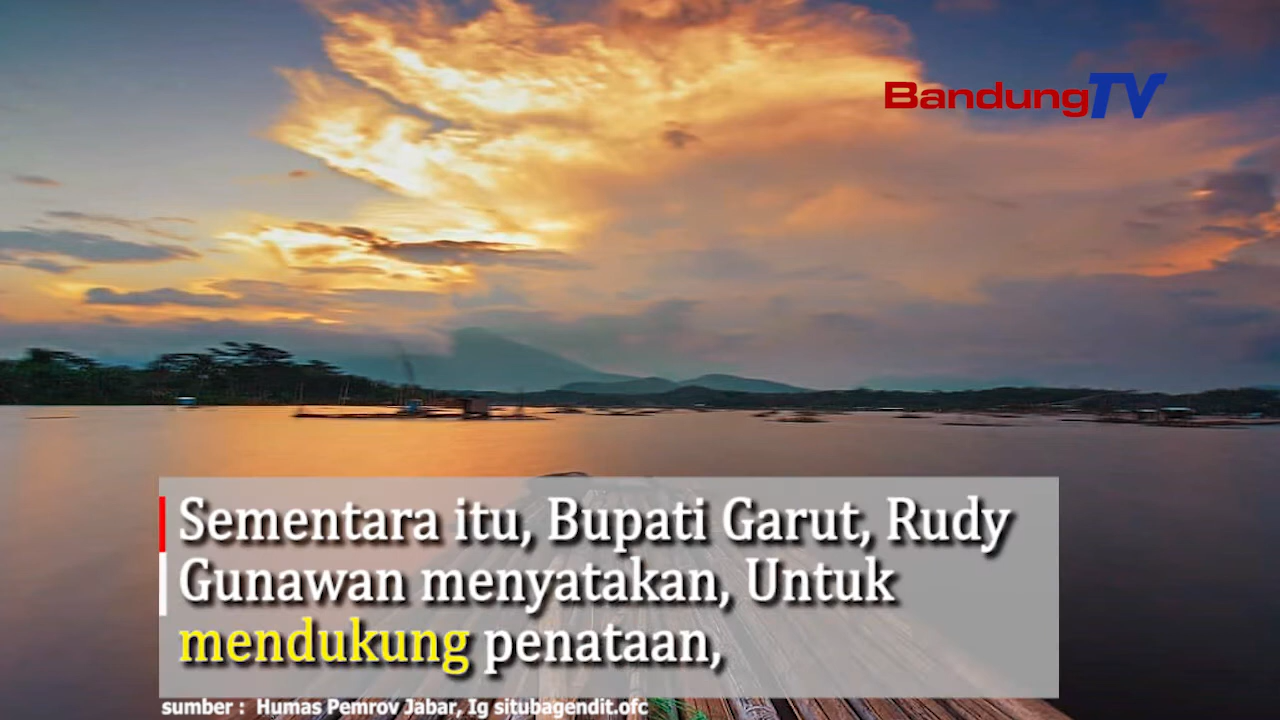 BandungTV
Sementara itu, Bupati Garut, Rudy
Gunawan menyatakan, Untuk
mendukung penataan,
sumber : Humas Pemrov Jabar, Ig situbagendit.ofc